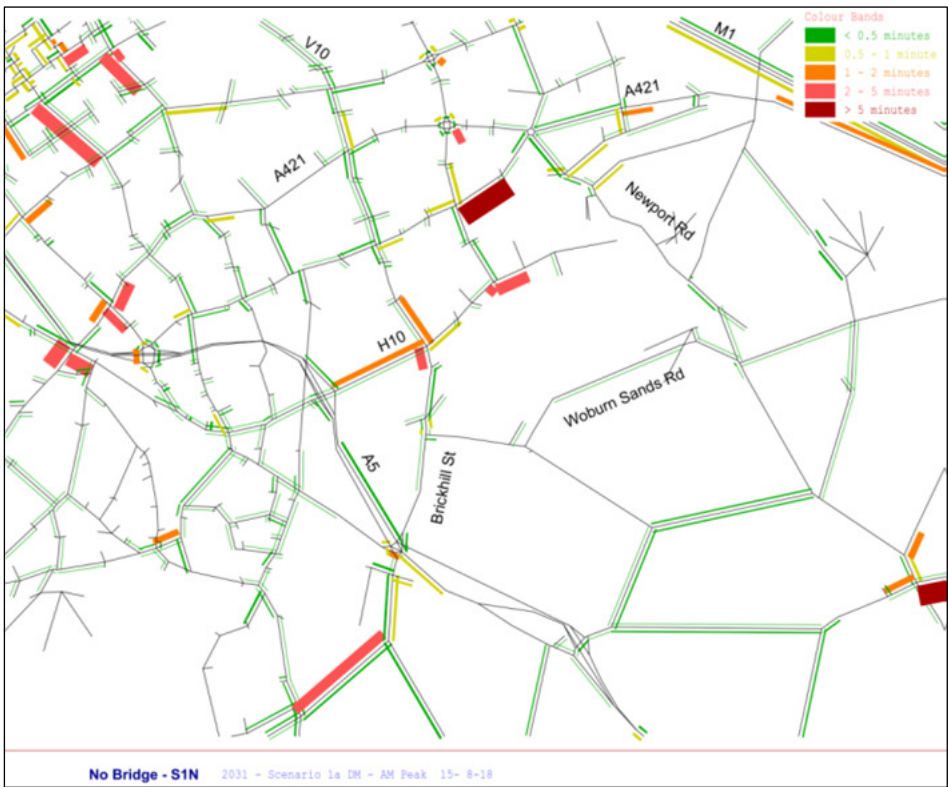 Colour Bands
< 0.5 minutes
0.5 - 1 minute
1 - 2 minutes
2 - 5 minutes
> 5 minutes
M1
V10
A421
A421
Newport Rd
H10
Woburn Sands Rd
A5
Brickhill St
No Bridge - S1N 2031 - Scenario 1a DM - AM Peak 15- 8-18